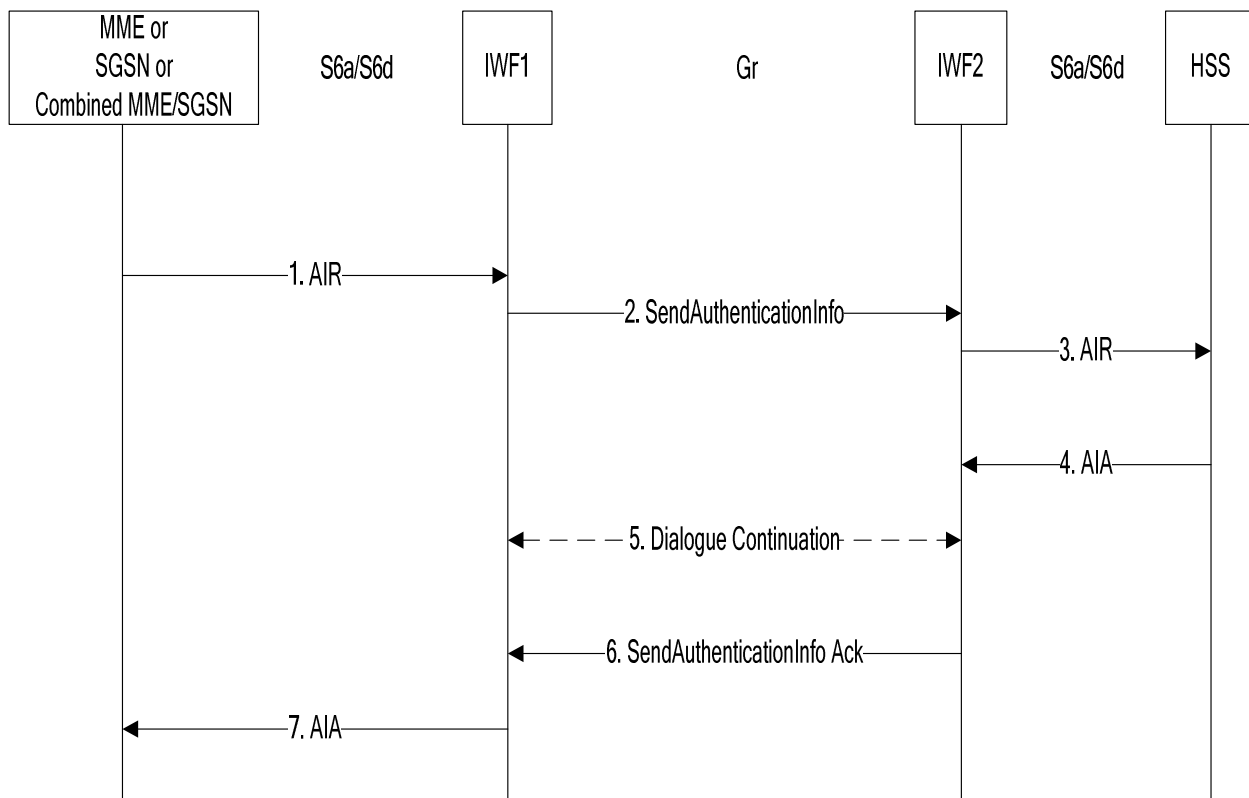 MME or
SGSN or
Combined MME/SGSN
S6a/S6d
IWF1
Gr
IWF2
S6a/S6d
HSS
1. AIR
2. SendAuthenticationInfo
3. AIR
4. AIA
5. Dialogue Continuation
6. SendAuthenticationInfo Ack
7. AIA